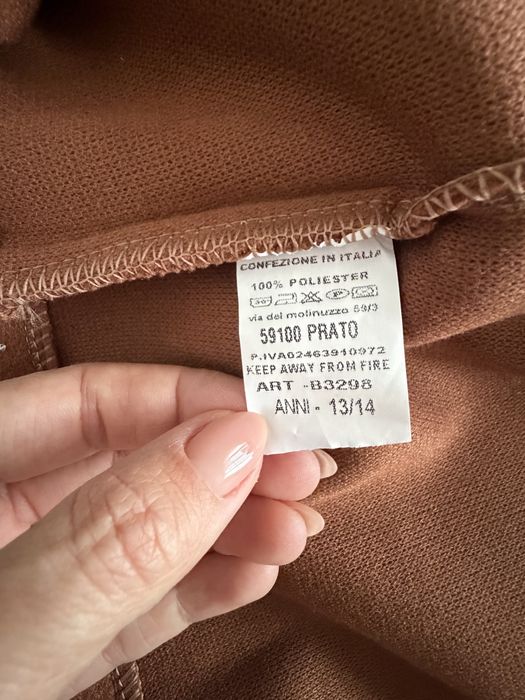 CONFEZIONE IN ITALIA
100% POLIESTER
via del molinuzzo 69/3
59100 PRATO
P.IVA02463910972
KEEP AWAY FROM FIRE
ART -B3298
ANNI - 13/14